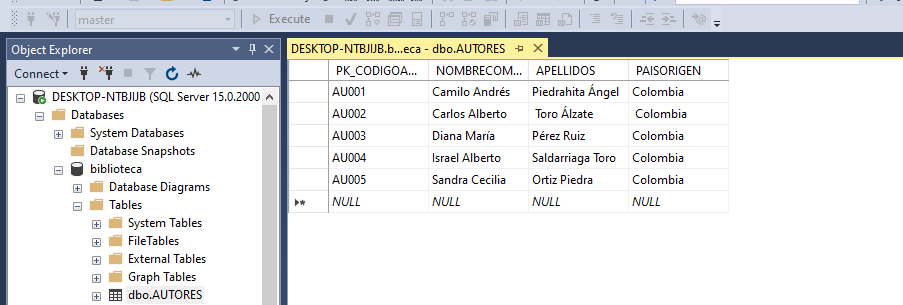 master Execute
Object Explorer
Connect
DESKTOP-NTBJIJB (SQL Server 15.0.2000
Databases
System Databases
Database Snapshots
biblioteca
Database Diagrams
Tables
System Tables
FileTables
External Tables
Graph Tables
dbo.AUTORES
DESKTOP-NTBJIJB.b...eca - dbo.AUTORES
PK_CODIGOA... NOMBRECOM... APELLIDOS PAISORIGEN
AU001 Camilo Andrés Piedrahita Ángel Colombia
AU002 Carlos Alberto Toro Álzate Colombia
AU003 Diana María Pérez Ruiz Colombia
AU004 Israel Alberto Saldarriaga Toro Colombia
AU005 Sandra Cecilia Ortiz Piedra Colombia
NULL NULL NULL NULL